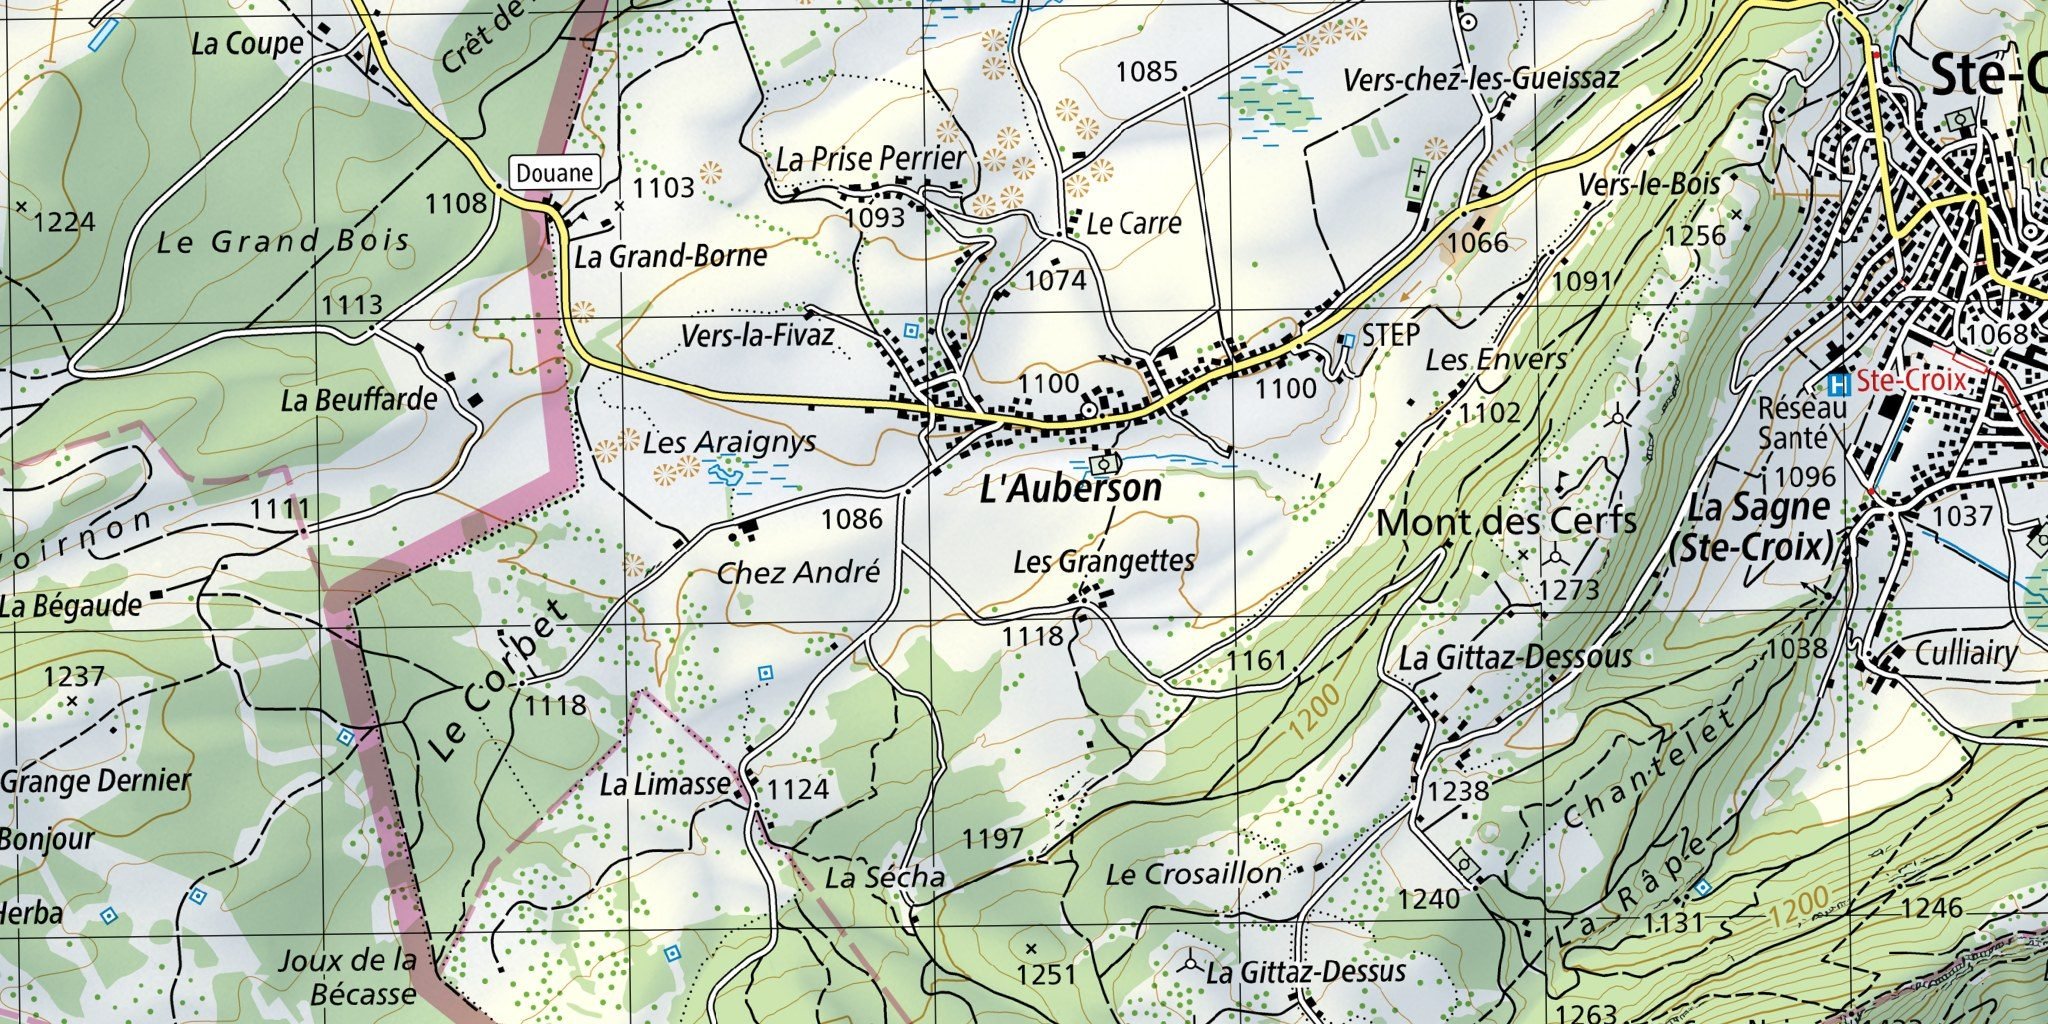 La Coupe
Crêt de
1085
Vers-chez-les-Gueissaz
Ste-C
Douane
1103
La Prise Perrier
Vers-le-Bois
1224
1108
1093
Le Carre
1066
1256
Le Grand Bois
La Grand-Borne
1074
1091
1113
Vers-la-Fivaz
STEP
1068
La Beuffarde
1100
1100
Les Envers
Ste-Croix
H
Réseau
Santé
1102
Les Araignys
1096
1111
1086
L'Auberson
Mont des Cerfs
La Sagne
(Ste-Croix)
1037
oirnon
Chez André
Les Grangettes
1273
La Bégaude
1118
1038
Culliairy
Le Corbet
1161
La Gittaz-Dessous
1237
1118
1200
Grange Dernier
La Limasse
1124
1238
Chantelet
Bonjour
1197
La Sécha
Le Crosaillon
La Râpe
1240
1131
1200
1246
Herba
Joux de la
Bécasse
1251
La Gittaz-Dessus
1263